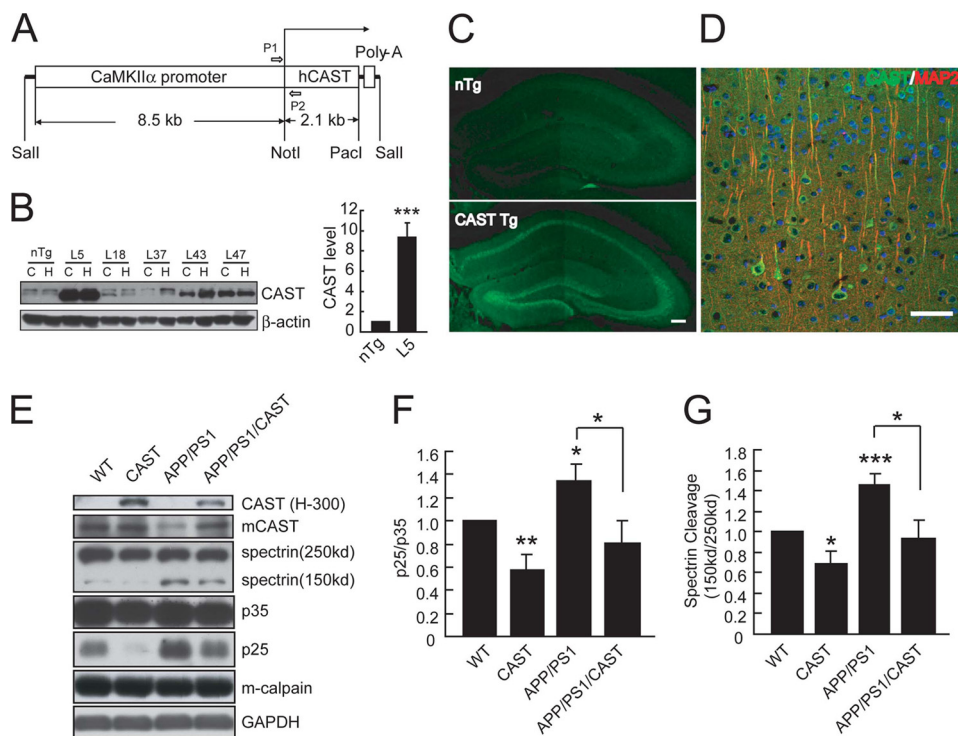 A
P1
Poly-A
CaMKIIα promoter
hCAST
P2
8.5 kb
2.1 kb
SalI
NotI
PacI
SalI
B
nTg L5 L18 L37 L43 L47
C H C H C H C H C H C H
CAST
β-actin
CAST level
12
10
8
6
4
2
0
***
nTg
L5
C
nTg
CAST Tg
D
CAST/MAP2
E
WT
CAST
APP/PS1
APP/PS1/CAST
CAST (H-300)
mCAST
spectrin(250kd)
spectrin(150kd)
p35
p25
m-calpain
GAPDH
F
p25/p35
1.6
1.4
1.2
1.0
0.8
0.6
0.4
0.2
0
**
*
*
WT
CAST
APP/PS1
APP/PS1/CAST
G
Spectrin Cleavage
(150kd/250kd)
1.8
1.6
1.2
1.0
0.8
0.6
0.4
0
*
***
*
WT
CAST
APP/PS1
APP/PS1/CAST